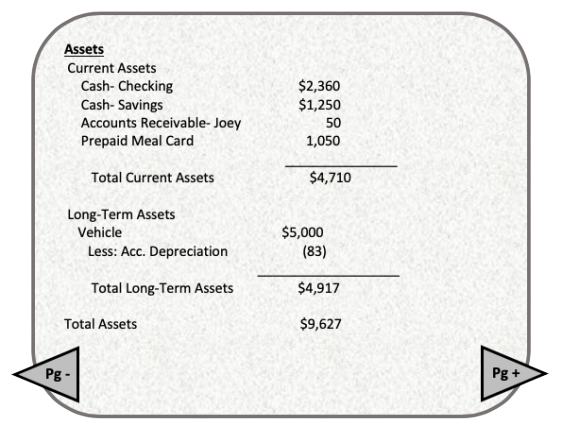 Assets
Current Assets
Cash- Checking $2,360
Cash- Savings $1,250
Accounts Receivable- Joey 50
Prepaid Meal Card 1,050
Total Current Assets $4,710
Long-Term Assets
Vehicle $5,000
Less: Acc. Depreciation (83)
Total Long-Term Assets $4,917
Total Assets $9,627
Pg - Pg +